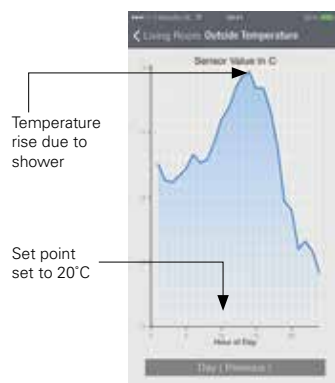 Living Room Outside Temperature
Sensor Value in C
Temperature
rise due to
shower
Set point
set to 20˚C
Hour of Day
Day ( Previous )